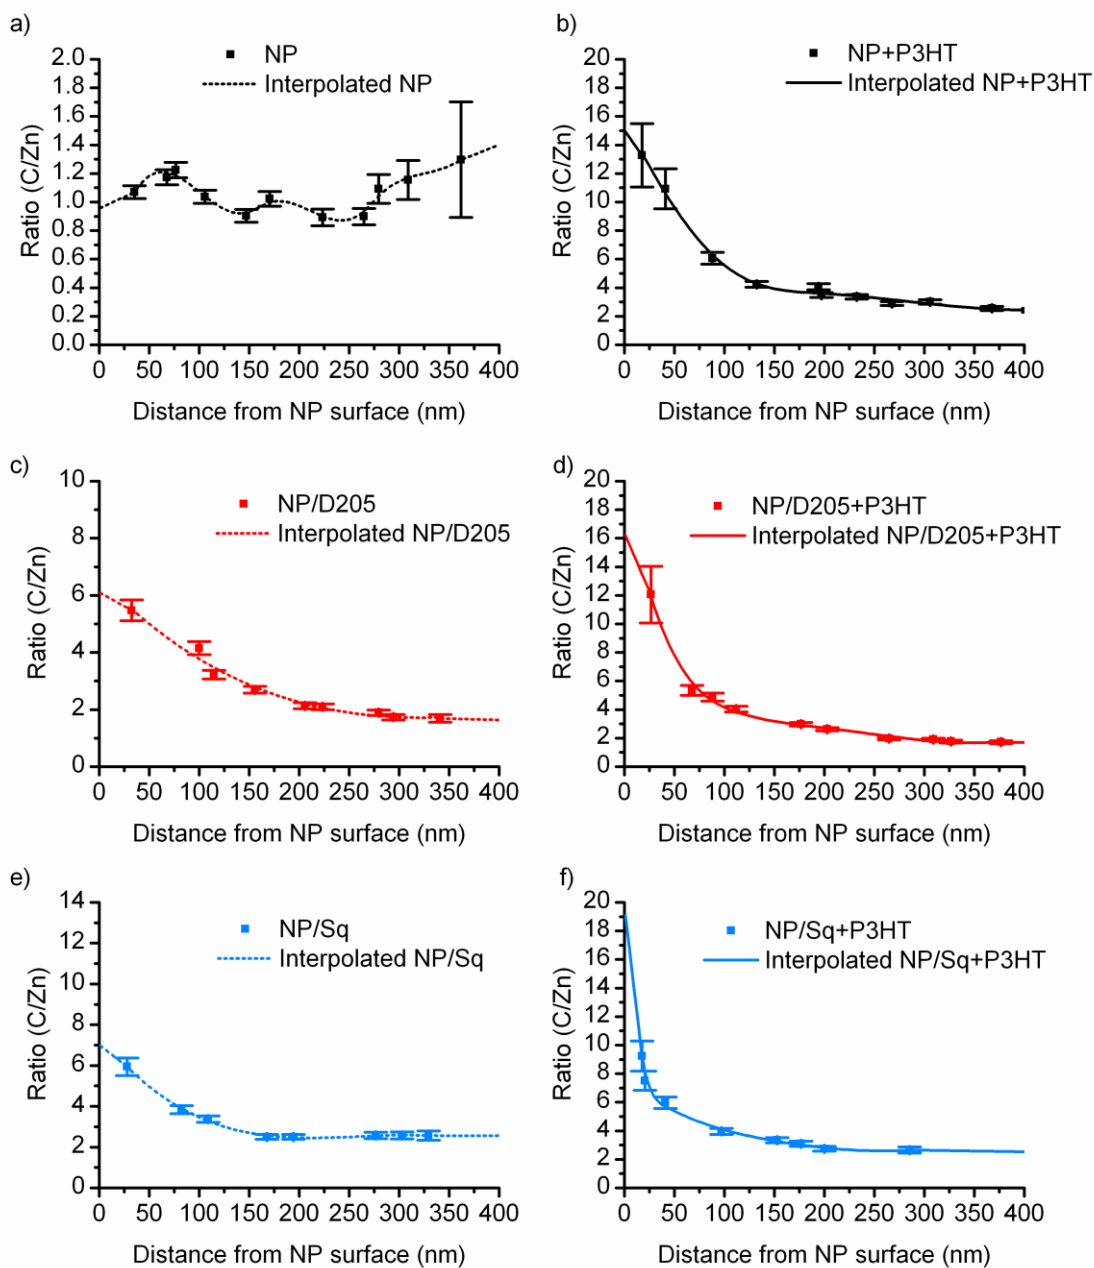 a)
NP
Interpolated NP
2.0
1.8
1.6
1.4
1.2
1.0
0.8
0.6
0.4
0.2
0.0
Ratio (C/Zn)
0 50 100 150 200 250 300 350 400
Distance from NP surface (nm)
b)
NP+P3HT
Interpolated NP+P3HT
20
18
16
14
12
10
8
6
4
2
0
Ratio (C/Zn)
0 50 100 150 200 250 300 350 400
Distance from NP surface (nm)
c)
NP/D205
Interpolated NP/D205
10
8
6
4
2
0
Ratio (C/Zn)
0 50 100 150 200 250 300 350 400
Distance from NP surface (nm)
d)
NP/D205+P3HT
Interpolated NP/D205+P3HT
20
18
16
14
12
10
8
6
4
2
0
Ratio (C/Zn)
0 50 100 150 200 250 300 350 400
Distance from NP surface (nm)
e)
NP/Sq
Interpolated NP/Sq
14
12
10
8
6
4
2
0
Ratio (C/Zn)
0 50 100 150 200 250 300 350 400
Distance from NP surface (nm)
f)
NP/Sq+P3HT
Interpolated NP/Sq+P3HT
20
18
16
14
12
10
8
6
4
2
0
Ratio (C/Zn)
0 50 100 150 200 250 300 350 400
Distance from NP surface (nm)